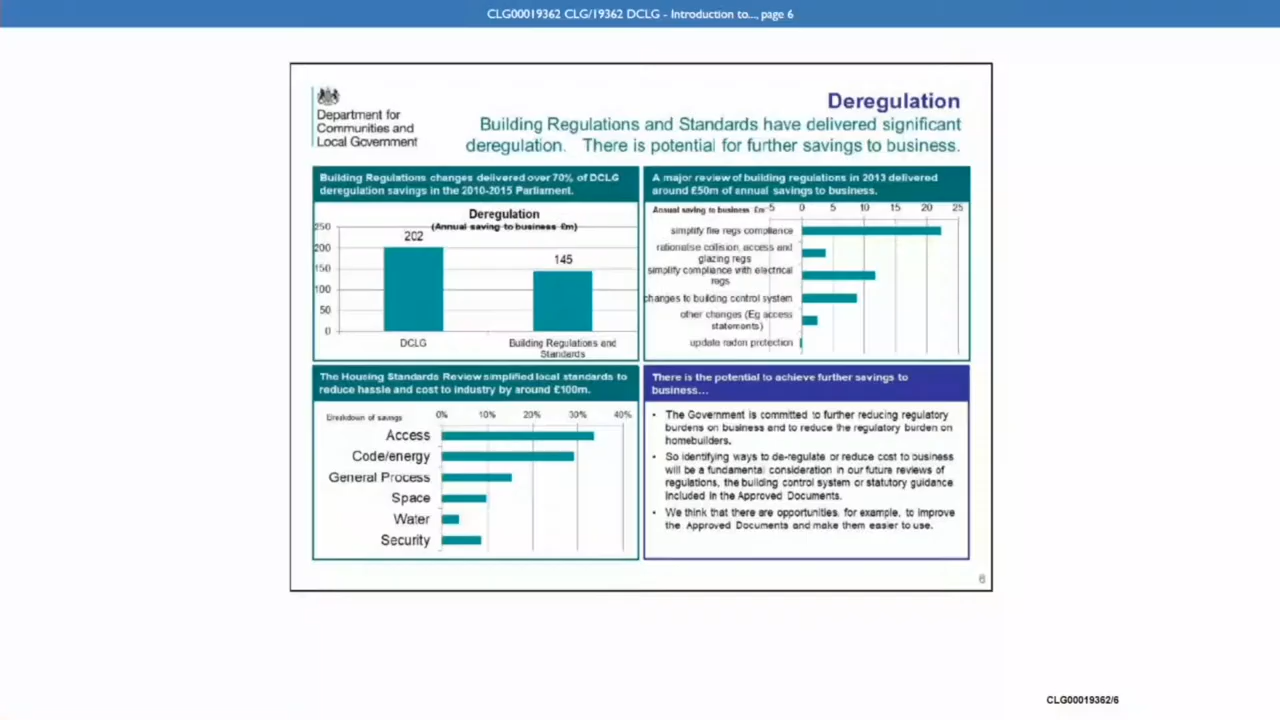 CLG00019362 CLG/19362 DCLG - Introduction to..., page 6
Department for
Communities and
Local Government
Deregulation
Building Regulations and Standards have delivered significant
deregulation. There is potential for further savings to business.
Building Regulations changes delivered over 70% of DCLG
deregulation savings in the 2010-2015 Parliament.
Deregulation
(Annual saving to business £m)
250
200
150
100
50
0
202
145
DCLG
Building Regulations and
Standards
A major review of building regulations in 2013 delivered
around £50m of annual savings to business.
Annual saving to business £m -5 0 5 10 15 20 25
simplify fire regs compliance
rationalise collision, access and
glazing regs
simplify compliance with electrical
regs
changes to building control system
other changes (Eg access
statements)
update radon protection
The Housing Standards Review simplified local standards to
reduce hassle and cost to industry by around £100m.
Breakdown of savings 0% 10% 20% 30% 40%
Access
Code/energy
General Process
Space
Water
Security
There is the potential to achieve further savings to
business...
• The Government is committed to further reducing regulatory
burdens on business and to reduce the regulatory burden on
homebuilders.
• So identifying ways to de-regulate or reduce cost to business
will be a fundamental consideration in our future reviews of
regulations, the building control system or statutory guidance
included in the Approved Documents.
• We think that there are opportunities, for example, to improve
the Approved Documents and make them easier to use.
6
CLG00019362/6